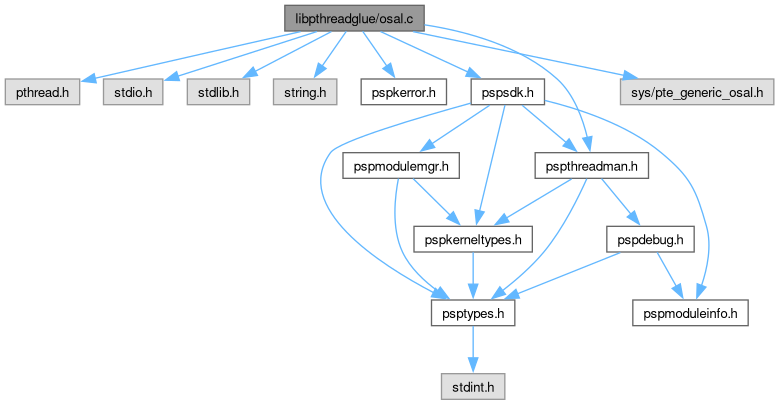 libpthreadglue/osal.c
pthread.h
stdio.h
stdlib.h
string.h
pspkerror.h
pspsdk.h
sys/pte_generic_osal.h
pspmodulemgr.h
pspthreadman.h
pspkerneltypes.h
pspdebug.h
psptypes.h
pspmoduleinfo.h
stdint.h